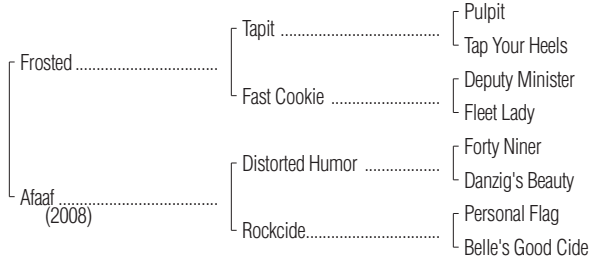 Pulpit
Tapit ................................
Tap Your Heels
Frosted ................................
Deputy Minister
Fast Cookie ......................
Fleet Lady
Forty Niner
Distorted Humor ...............
Danzig's Beauty
Afaaf ....................................
(2008)
Personal Flag
Rockcide...........................
Belle's Good Cide